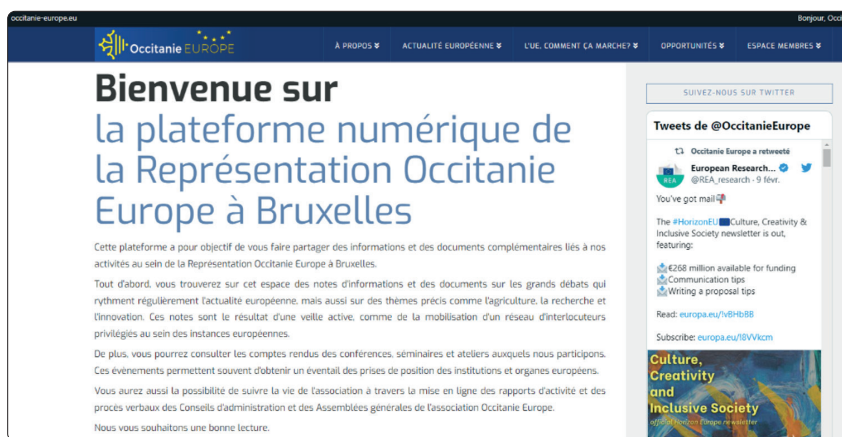 occitanie-europe.eu
Bonjour, Occi
Occitanie EUROPE
À PROPOS
ACTUALITÉ EUROPÉENNE
L'UE, COMMENT ÇA MARCHE?
OPPORTUNITÉS
ESPACE MEMBRES
Bienvenue sur
la plateforme numérique de
la Représentation Occitanie
Europe à Bruxelles
Cette plateforme a pour objectif de vous faire partager des informations et des documents complémentaires liés à nos
activités au sein de la Représentation Occitanie Europe à Bruxelles.
Tout d'abord, vous trouverez sur cet espace des notes d'informations et des documents sur les grands débats qui
rythment régulièrement l'actualité européenne, mais aussi sur des thèmes précis comme l'agriculture, la recherche et
l'innovation. Ces notes sont le résultat d'une veille active, comme de la mobilisation d'un réseau d'interlocuteurs
privilégiés au sein des instances européennes.
De plus, vous pourrez consulter les comptes rendus des conférences, séminaires et ateliers auxquels nous participons.
Ces évènements permettent souvent d'obtenir un éventail des prises de position des institutions et organes européens.
Vous aurez aussi la possibilité de suivre la vie de l'association à travers la mise en ligne des rapports d'activité et des
procès verbaux des Conseils d'administration et des Assemblées générales de l'association Occitanie Europe.
Nous vous souhaitons une bonne lecture.
SUIVEZ-NOUS SUR TWITTER
Tweets de @OccitanieEurope
Occitanie Europe a retweeté
European Research...
REA
@REA_research · 9 févr.
You've got mail
The #HorizonEU Culture, Creativity &
Inclusive Society newsletter is out,
featuring:
€268 million available for funding
Communication tips
Writing a proposal tips
Read: europa.eu/!vBHbBB
Subscribe: europa.eu/!8VVkcm
Culture,
Creativity
and
Inclusive Society
official Horizon Europe newsletter